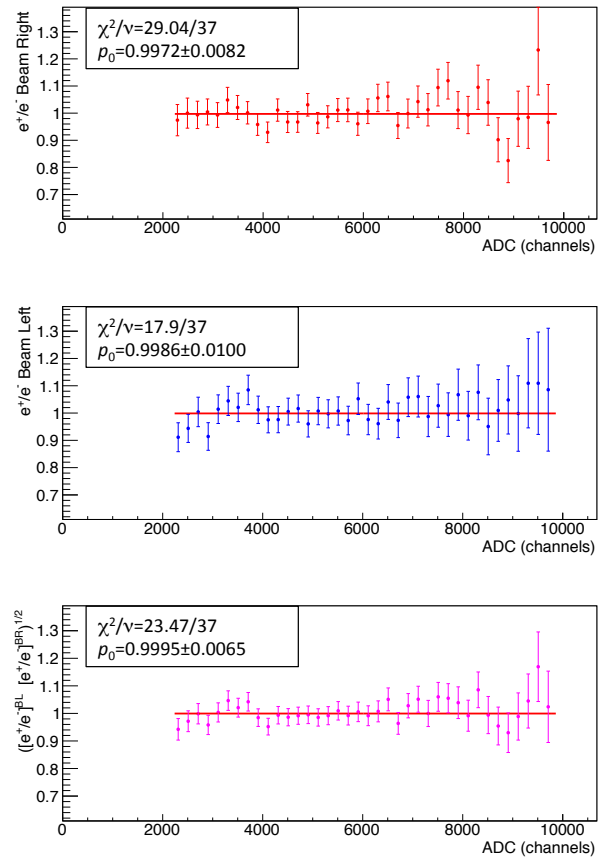 χ²/ν=29.04/37
p₀=0.9972±0.0082
e⁺/e⁻ Beam Right
1.3
1.2
1.1
1
0.9
0.8
0.7
0 2000 4000 6000 8000 10000
ADC (channels)
χ²/ν=17.9/37
p₀=0.9986±0.0100
e⁺/e⁻ Beam Left
1.3
1.2
1.1
1
0.9
0.8
0.7
0 2000 4000 6000 8000 10000
ADC (channels)
χ²/ν=23.47/37
p₀=0.9995±0.0065
([e⁺/e⁻]ᴮᴸ [e⁺/e⁻]ᴮᴿ)¹ᐟ²
1.3
1.2
1.1
1
0.9
0.8
0.7
0 2000 4000 6000 8000 10000
ADC (channels)